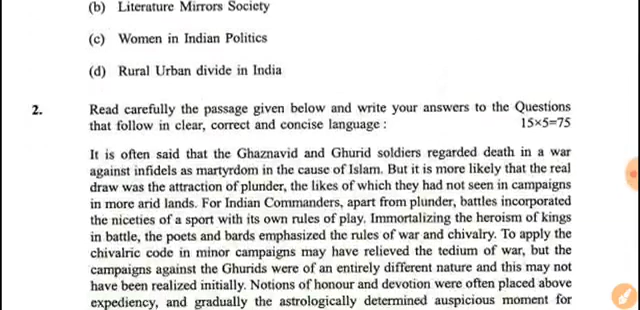 (b) Literature Mirrors Society
(c) Women in Indian Politics
(d) Rural Urban divide in India
2. Read carefully the passage given below and write your answers to the Questions
that follow in clear, correct and concise language : 15×5=75
It is often said that the Ghaznavid and Ghurid soldiers regarded death in a war
against infidels as martyrdom in the cause of Islam. But it is more likely that the real
draw was the attraction of plunder, the likes of which they had not seen in campaigns
in more arid lands. For Indian Commanders, apart from plunder, battles incorporated
the niceties of a sport with its own rules of play. Immortalizing the heroism of kings
in battle, the poets and bards emphasized the rules of war and chivalry. To apply the
chivalric code in minor campaigns may have relieved the tedium of war, but the
campaigns against the Ghurids were of an entirely different nature and this may not
have been realized initially. Notions of honour and devotion were often placed above
expediency, and gradually the astrologically determined auspicious moment for